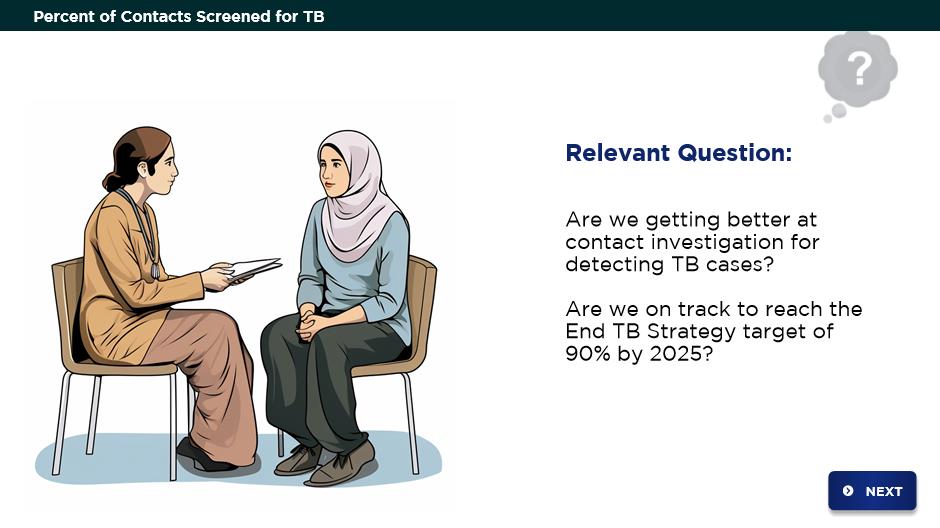 Percent of Contacts Screened for TB
?
Relevant Question:
Are we getting better at
contact investigation for
detecting TB cases?
Are we on track to reach the
End TB Strategy target of
90% by 2025?
NEXT